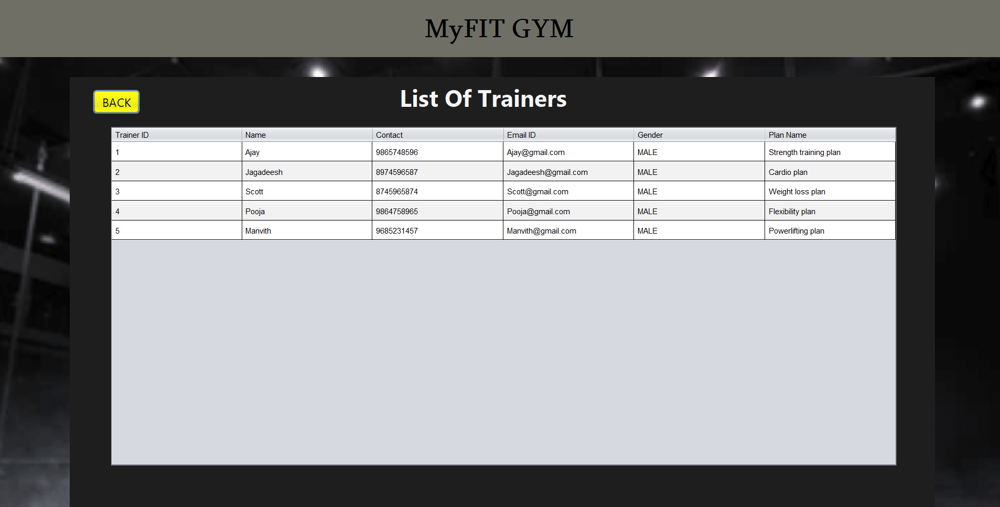 MyFIT GYM
BACK
List Of Trainers
Trainer ID Name Contact Email ID Gender Plan Name
1 Ajay 9865748596 Ajay@gmail.com MALE Strength training plan
2 Jagadeesh 8974596587 Jagadeesh@gmail.com MALE Cardio plan
3 Scott 8745965874 Scott@gmail.com MALE Weight loss plan
4 Pooja 9864758965 Pooja@gmail.com MALE Flexibility plan
5 Manvith 9685231457 Manvith@gmail.com MALE Powerlifting plan